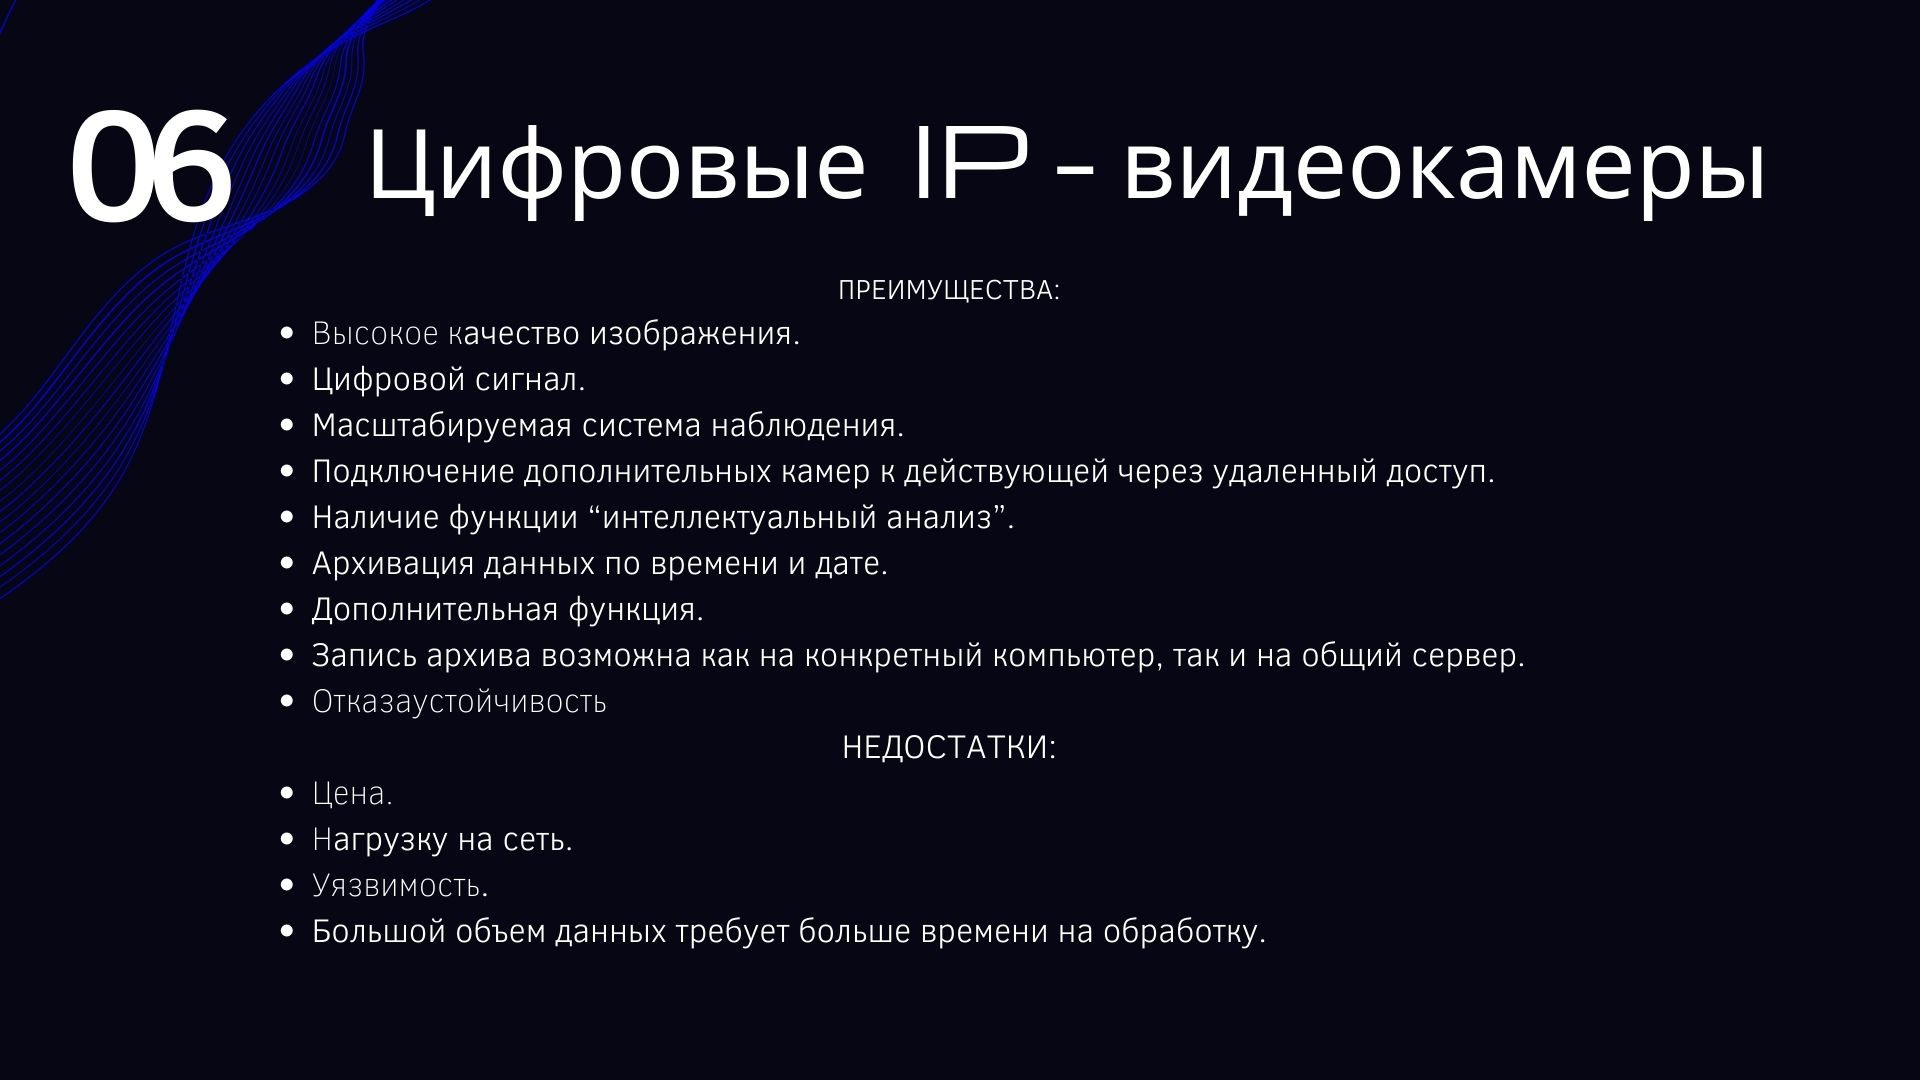 06
Цифровые IP - видеокамеры
ПРЕИМУЩЕСТВА:
• Высокое качество изображения.
• Цифровой сигнал.
• Масштабируемая система наблюдения.
• Подключение дополнительных камер к действующей через удаленный доступ.
• Наличие функции “интеллектуальный анализ”.
• Архивация данных по времени и дате.
• Дополнительная функция.
• Запись архива возможна как на конкретный компьютер, так и на общий сервер.
• Отказаустойчивость
НЕДОСТАТКИ:
• Цена.
• Нагрузку на сеть.
• Уязвимость.
• Большой объем данных требует больше времени на обработку.